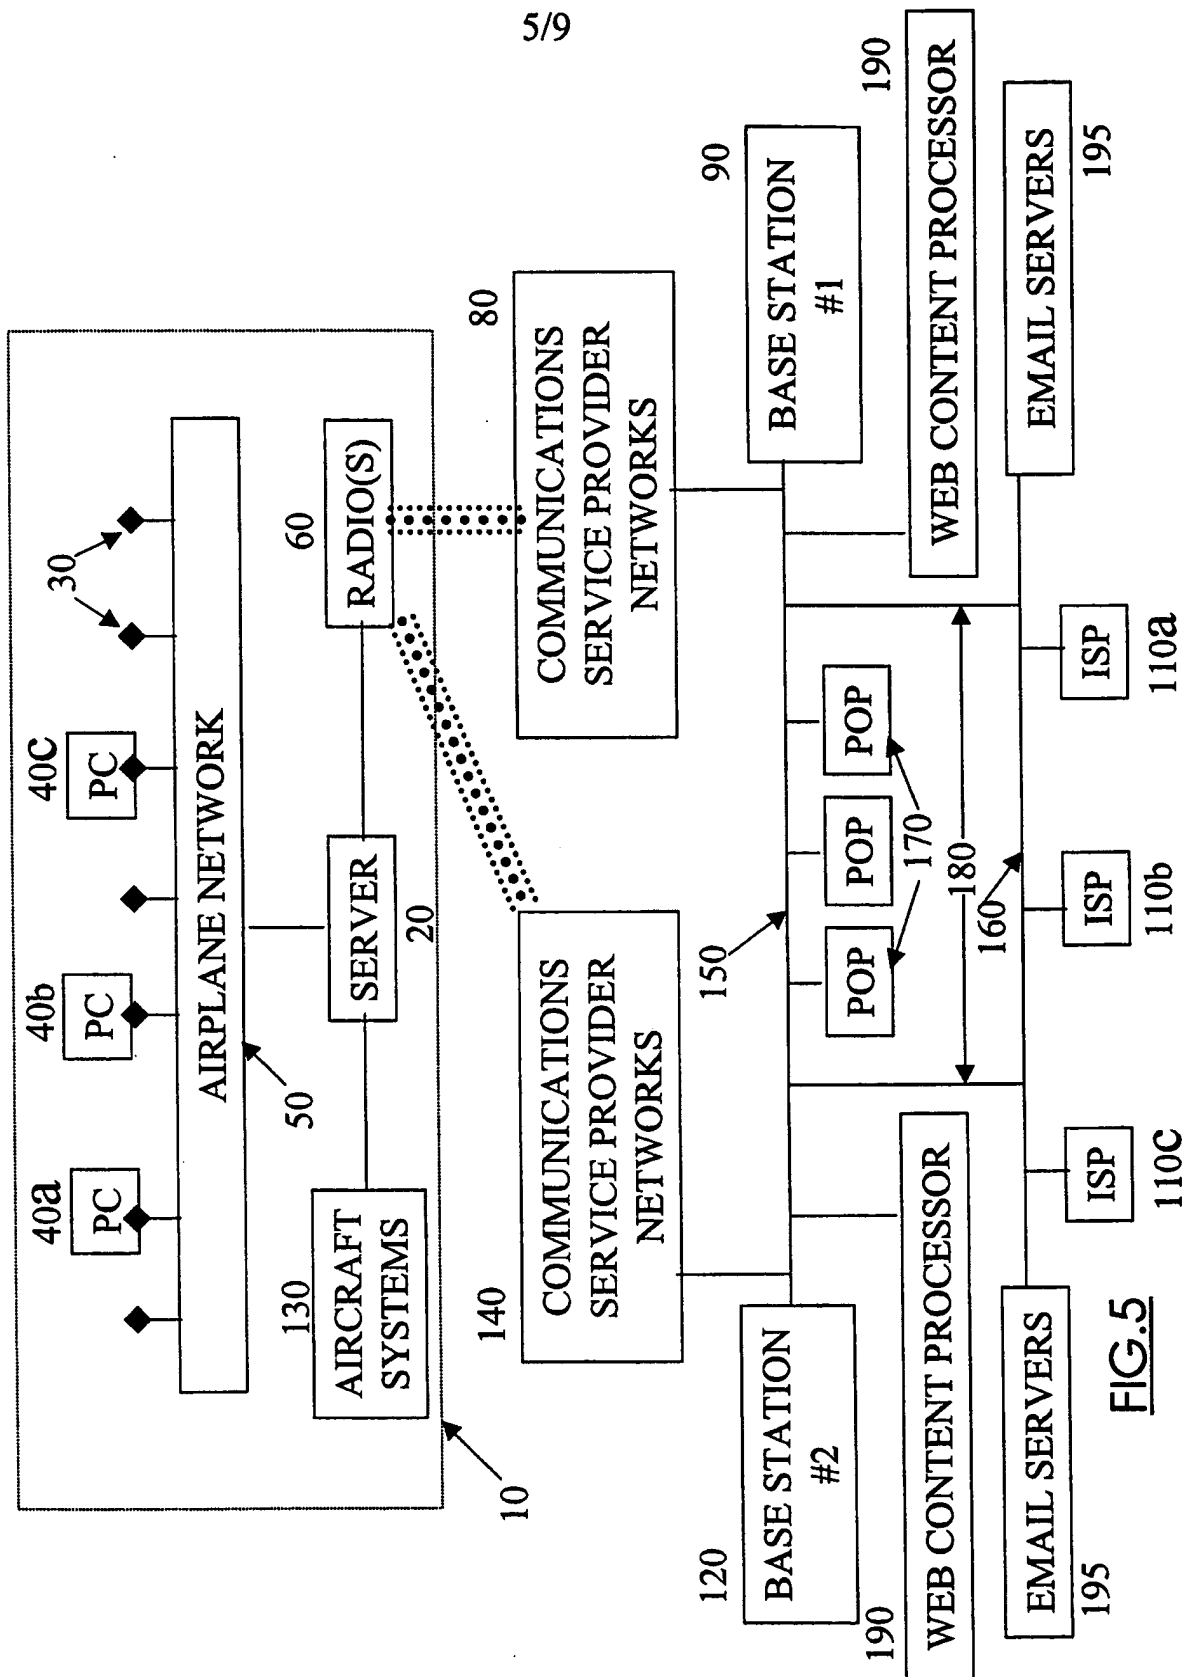 5/9
40a
40b
40c
30
PC
PC
PC
AIRPLANE NETWORK
50
130
AIRCRAFT
SYSTEMS
SERVER
20
60
RADIO(S)
10
140
COMMUNICATIONS
SERVICE PROVIDER
NETWORKS
80
COMMUNICATIONS
SERVICE PROVIDER
NETWORKS
120
BASE STATION
#2
150
90
BASE STATION
#1
POP
POP
POP
170
190
WEB CONTENT PROCESSOR
180
190
WEB CONTENT PROCESSOR
160
EMAIL SERVERS
195
ISP
110c
ISP
110b
ISP
110a
EMAIL SERVERS
195
FIG.5